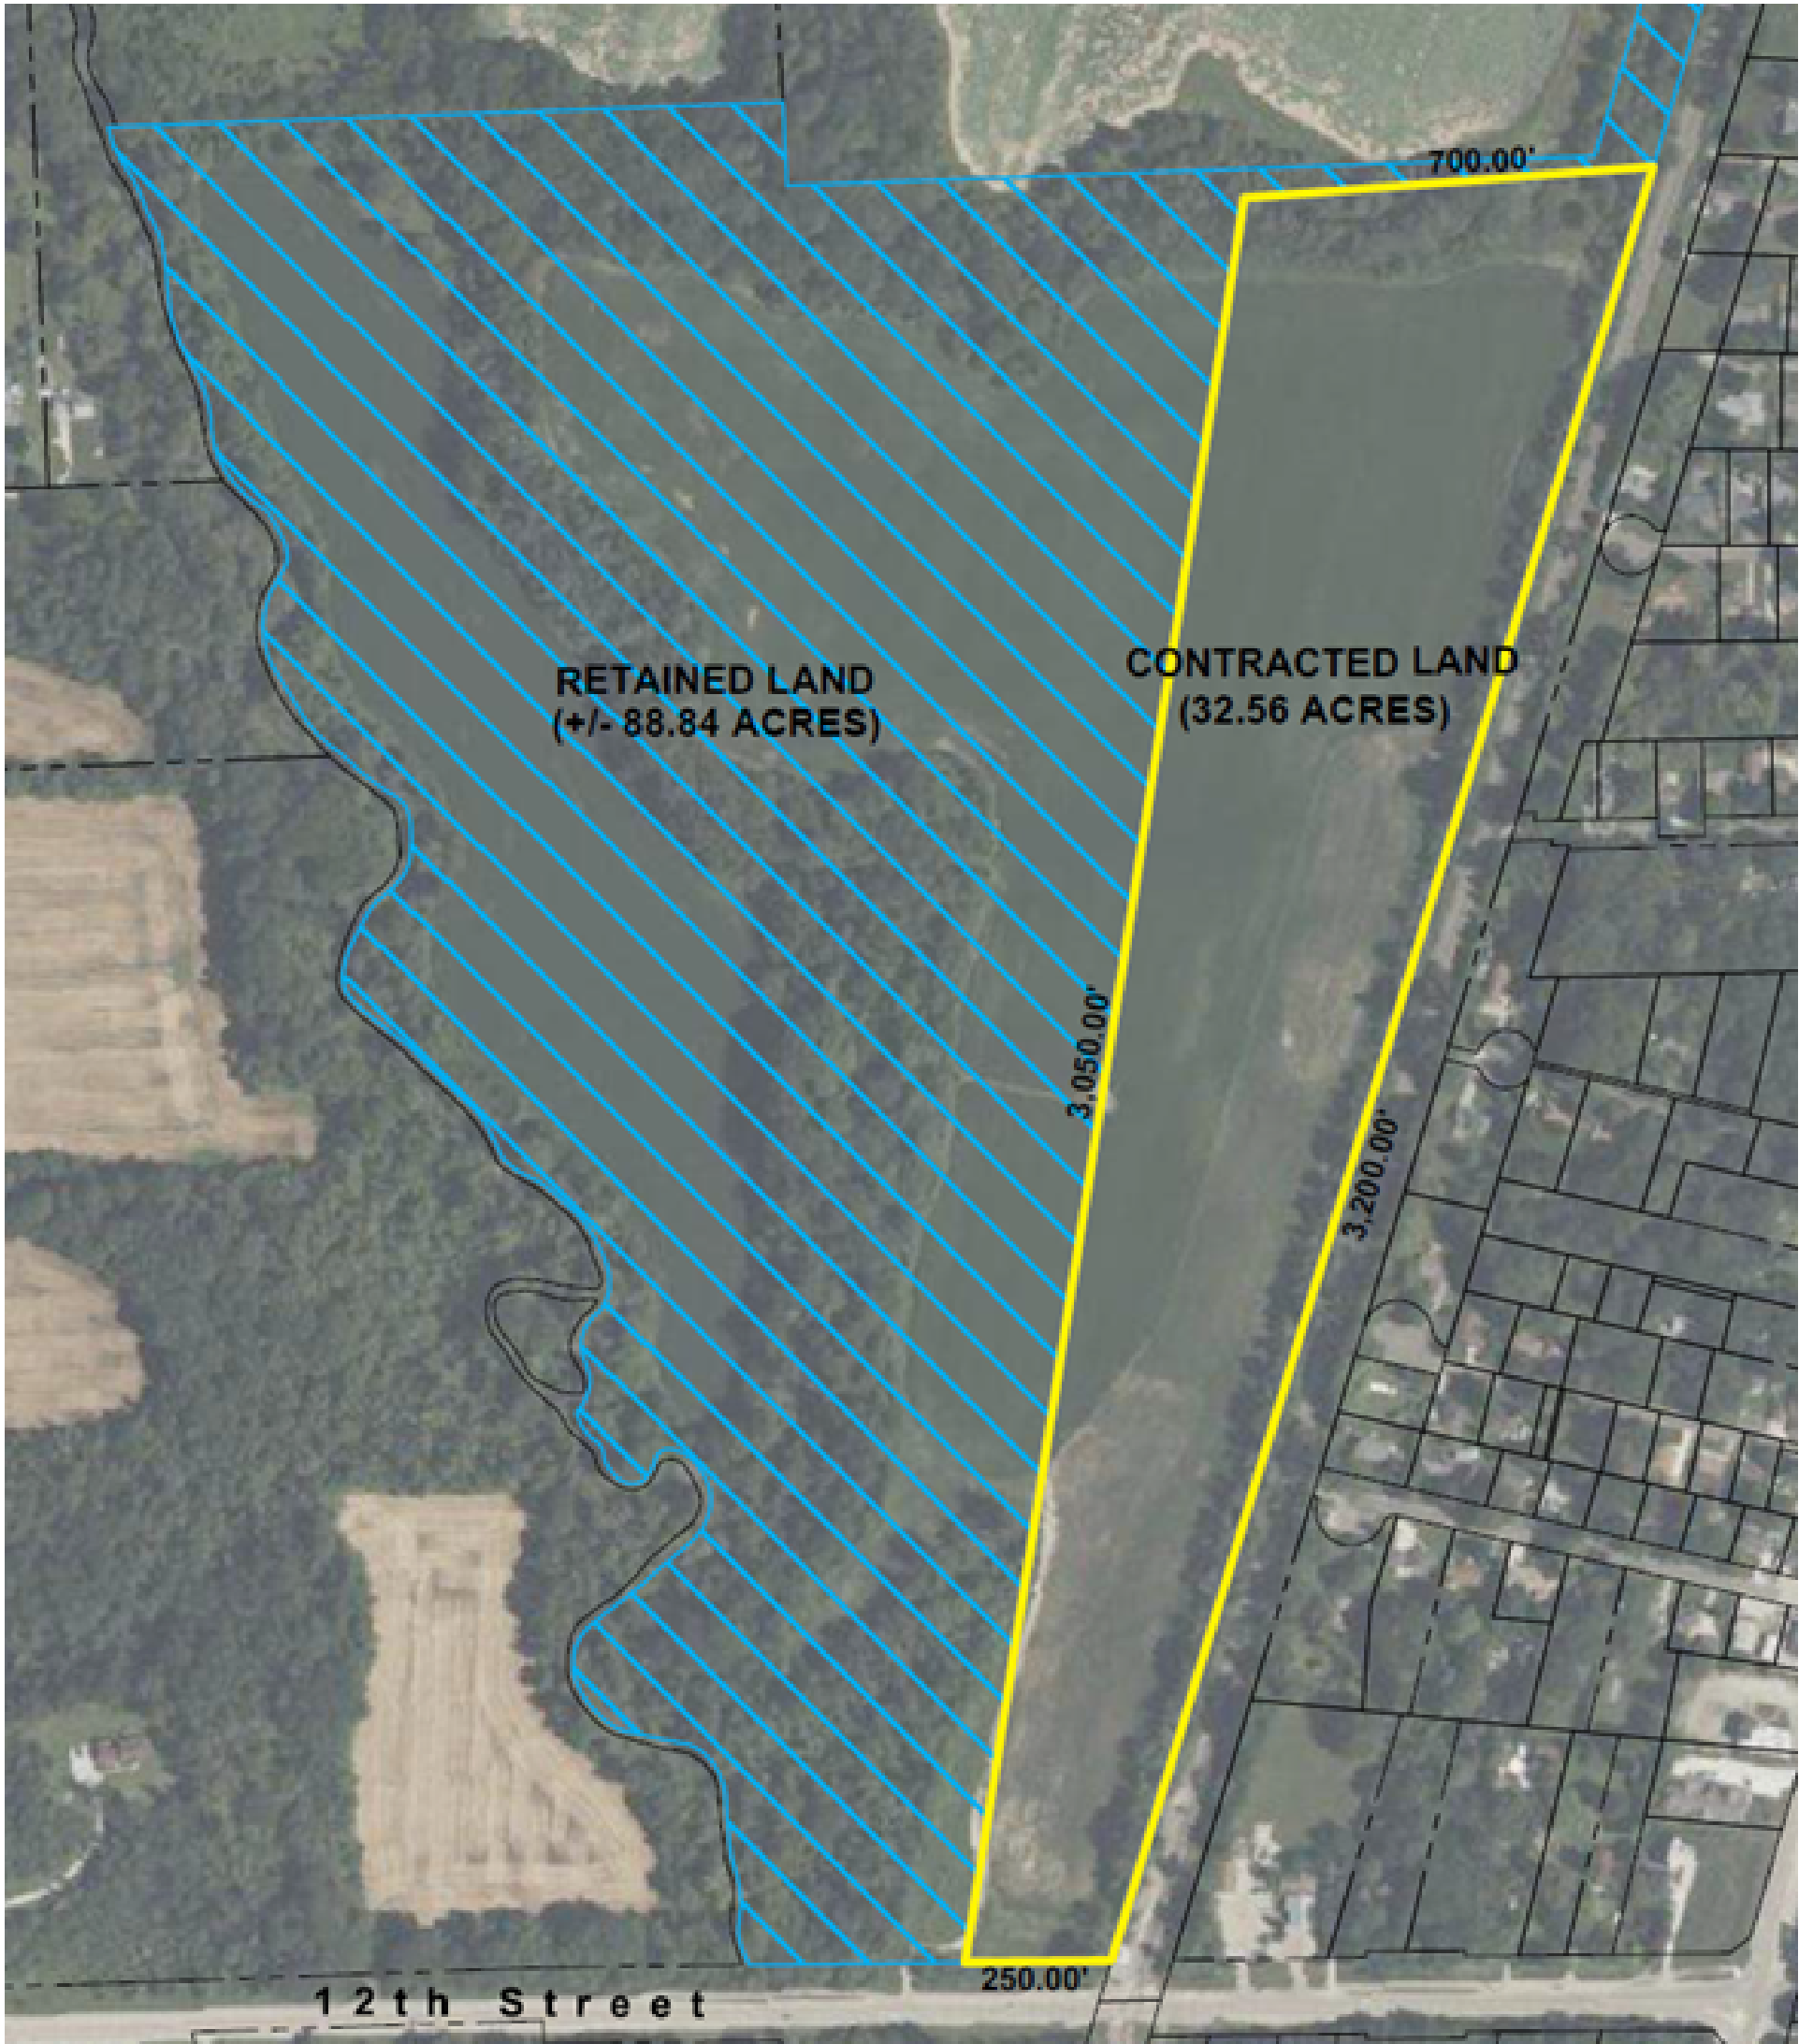 700.00'
RETAINED LAND
(+/- 88.84 ACRES)
CONTRACTED LAND
(32.56 ACRES)
3,050.00'
3,200.00'
250.00'
12th Street